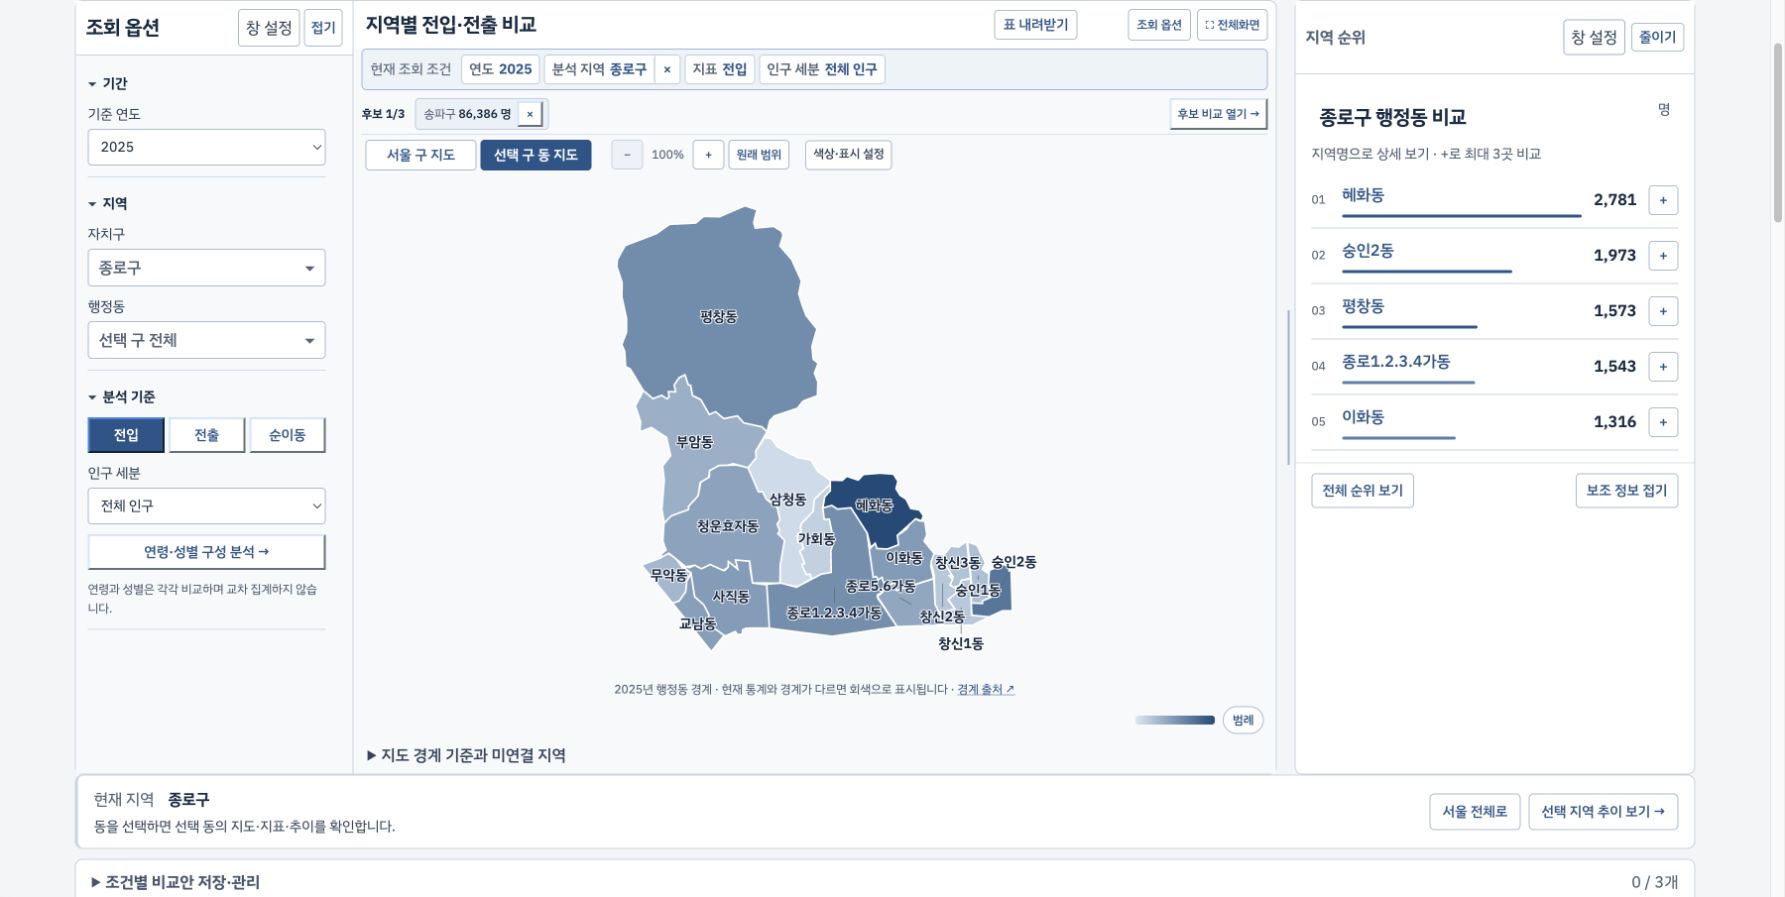 조회 옵션
창 설정
접기
기간
기준 연도
2025
지역
자치구
종로구
행정동
선택 구 전체
분석 기준
전입
전출
순이동
인구 세분
전체 인구
연령·성별 구성 분석 →
연령과 성별은 각각 비교하며 교차 집계하지 않습
니다.
지역별 전입·전출 비교
표 내려받기
조회 옵션
전체화면
현재 조회 조건
연도 2025
분석 지역 종로구 ×
지표 전입
인구 세분 전체 인구
후보 1/3
송파구 86,386 명 ×
후보 비교 열기 →
서울 구 지도
선택 구 동 지도
−
100%
+
원래 범위
색상·표시 설정
평창동
부암동
삼청동
혜화동
청운효자동
가회동
이화동
창신3동
숭인2동
무악동
종로5.6가동
숭인1동
사직동
종로1.2.3.4가동
창신2동
교남동
창신1동
2025년 행정동 경계 · 현재 통계와 경계가 다르면 회색으로 표시됩니다 · 경계 출처 ↗
범례
▶ 지도 경계 기준과 미연결 지역
지역 순위
창 설정
줄이기
종로구 행정동 비교
명
지역명으로 상세 보기 · +로 최대 3곳 비교
01 혜화동 2,781 +
02 숭인2동 1,973 +
03 평창동 1,573 +
04 종로1.2.3.4가동 1,543 +
05 이화동 1,316 +
전체 순위 보기
보조 정보 접기
현재 지역 종로구
동을 선택하면 선택 동의 지도·지표·추이를 확인합니다.
서울 전체로
선택 지역 추이 보기 →
▶ 조건별 비교안 저장·관리
0 / 3개